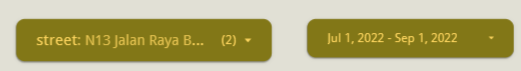 street: N13 Jalan Raya B... (2)
Jul 1, 2022 - Sep 1, 2022